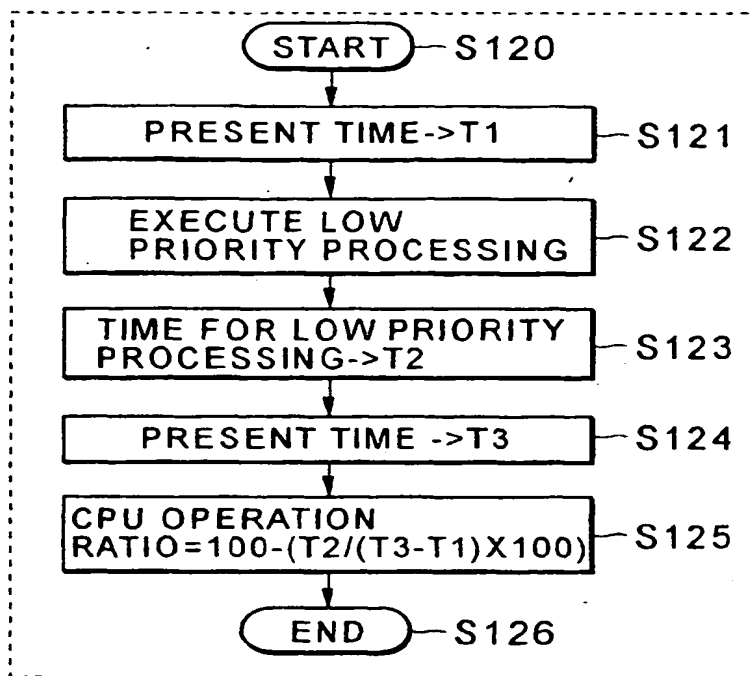 START S120
PRESENT TIME->T1 S121
EXECUTE LOW
PRIORITY PROCESSING S122
TIME FOR LOW PRIORITY
PROCESSING->T2 S123
PRESENT TIME ->T3 S124
CPU OPERATION
RATIO=100-(T2/(T3-T1)X100) S125
END S126